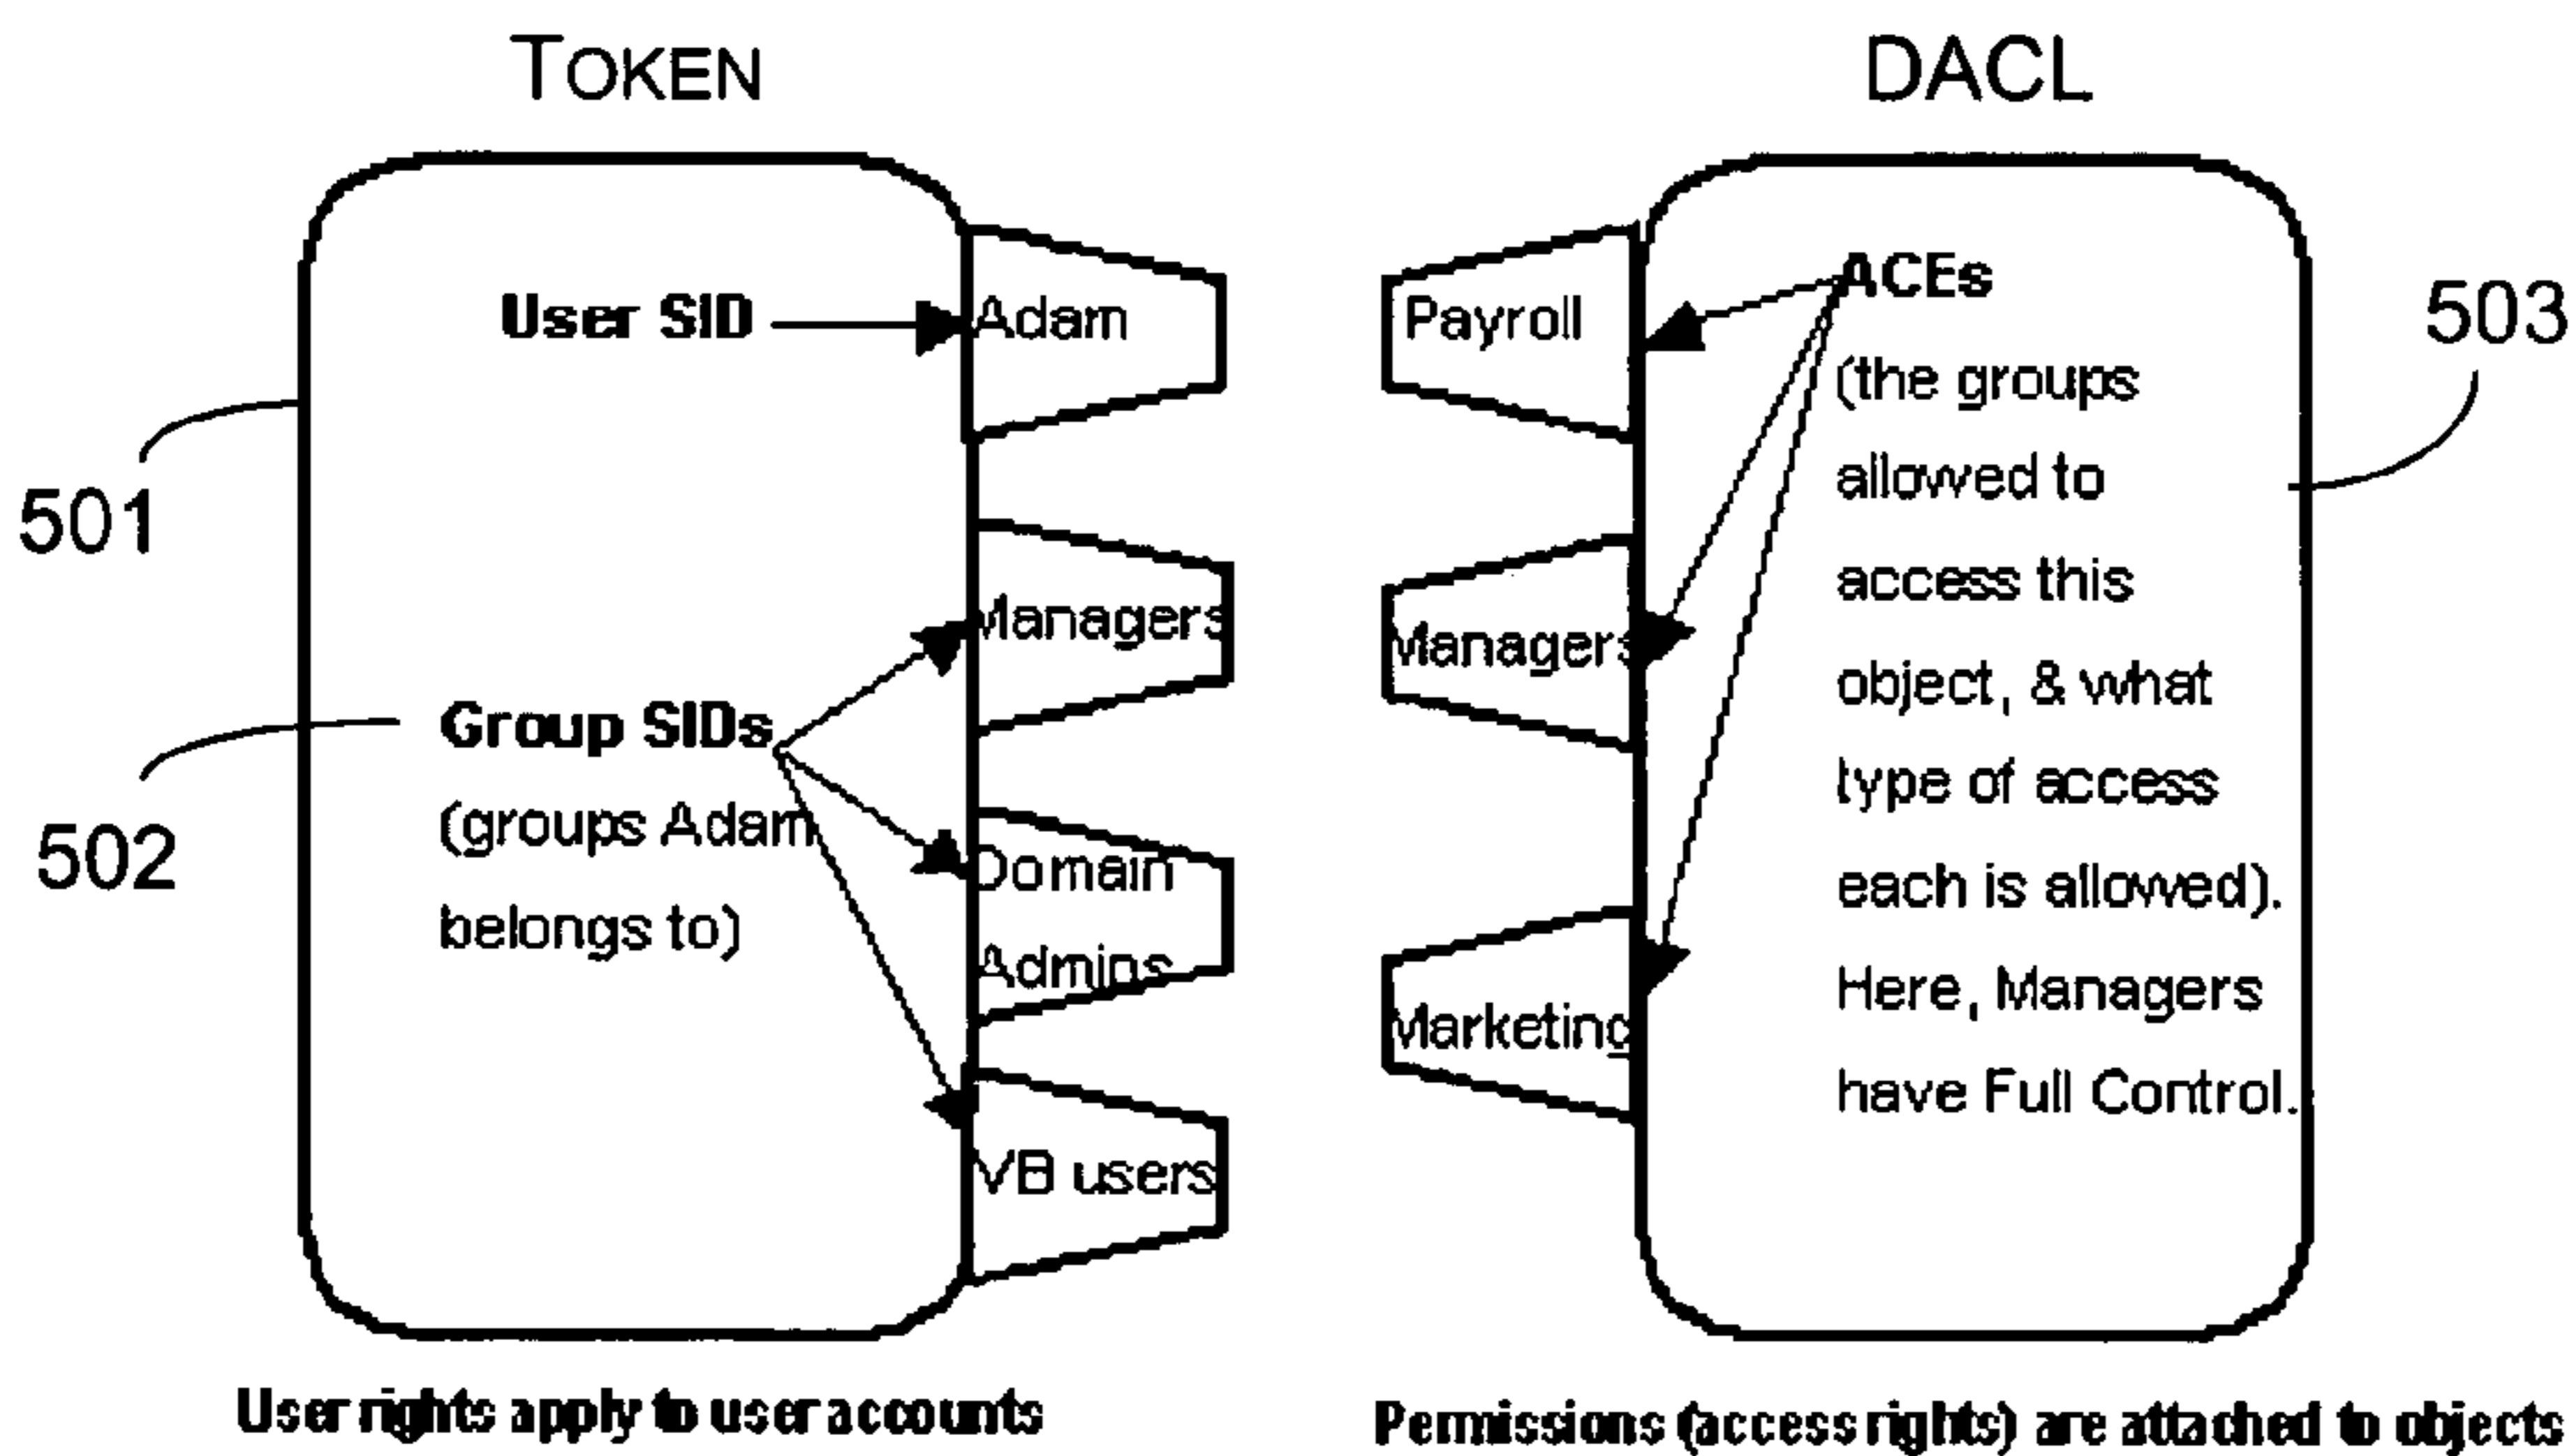 TOKEN
User SID
Adam
501
Managers
Group SIDs
(groups Adam
belongs to)
502
Domain
Admins
VB users
User rights apply to user accounts
DACL
Payroll
Managers
Marketing
ACEs
(the groups
allowed to
access this
object, & what
type of access
each is allowed).
Here, Managers
have Full Control.
503
Permissions (access rights) are attached to objects